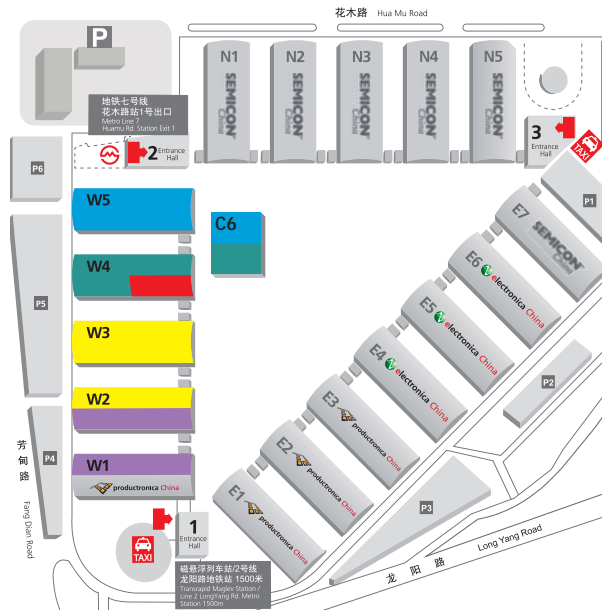 花木路 Hua Mu Road
P
N1
SEMICON
China
N2
SEMICON
China
N3
SEMICON
China
N4
SEMICON
China
N5
SEMICON
China
地铁七号线
花木路站1号出口
Metro Line 7
Huamu Rd. Station Exit 1
2 Entrance
Hall
3
Entrance
Hall
TAXI
P6
P1
W5
C6
E7
SEMICON
China
W4
E6
electronica China
P5
E5
electronica China
W3
E4
electronica China
P2
W2
E3
productronica China
芳甸路
Fang Dian Road
P4
W1
productronica China
E2
productronica China
E1
productronica China
P3
1
Entrance
Hall
TAXI
龙阳路 Long Yang Road
磁悬浮列车站/2号线
龙阳路地铁站 1500米
Transrapid Maglev Station /
Line 2 LongYang Rd. Metro
Station 1500m